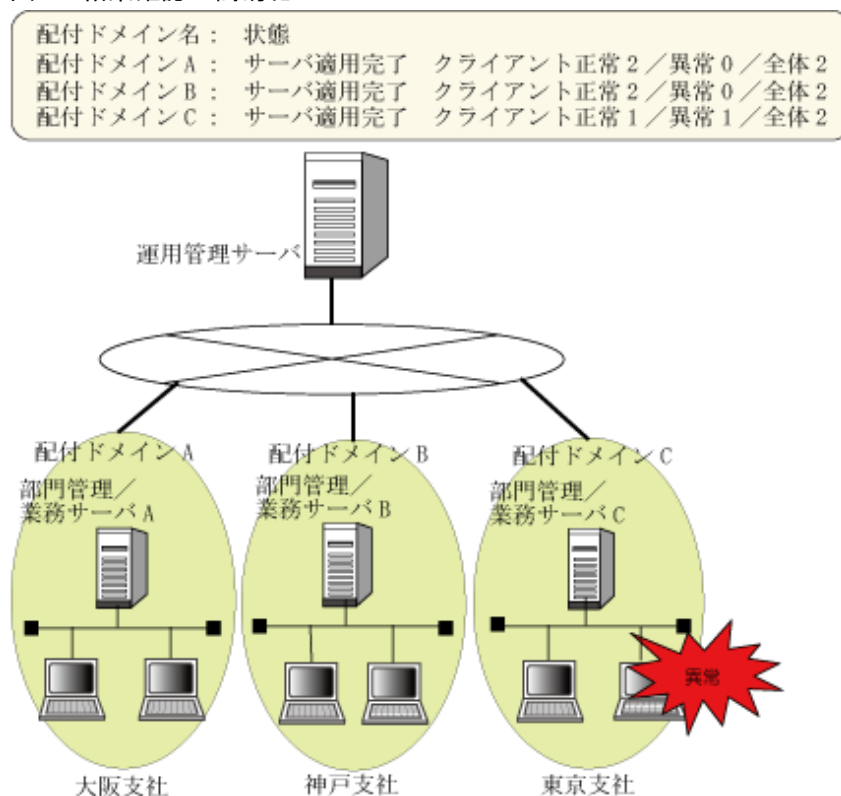 配付ドメイン名： 状態
配付ドメインA： サーバ適用完了 クライアント正常2／異常0／全体2
配付ドメインB： サーバ適用完了 クライアント正常2／異常0／全体2
配付ドメインC： サーバ適用完了 クライアント正常1／異常1／全体2
運用管理サーバ
配付ドメインA
部門管理／
業務サーバA
配付ドメインB
部門管理／
業務サーバB
配付ドメインC
部門管理／
業務サーバC
異常
大阪支社
神戸支社
東京支社